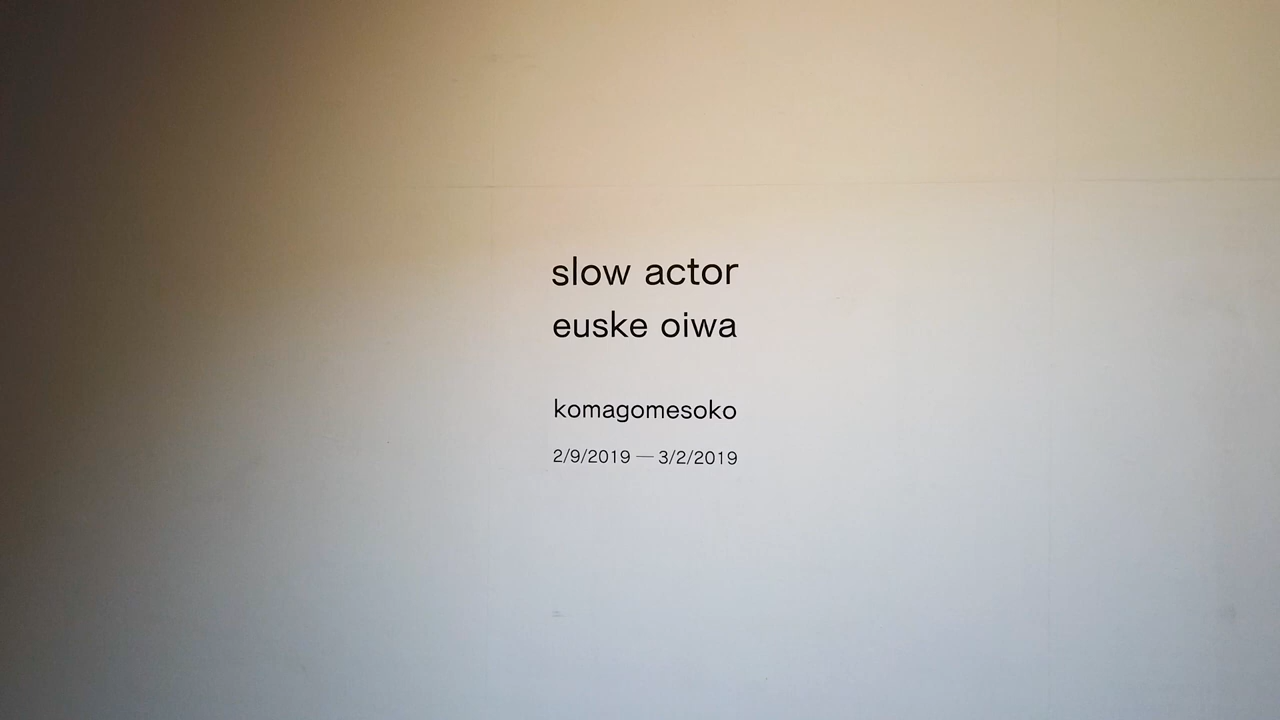 slow actor
euske oiwa
komagomesoko
2/9/2019 — 3/2/2019